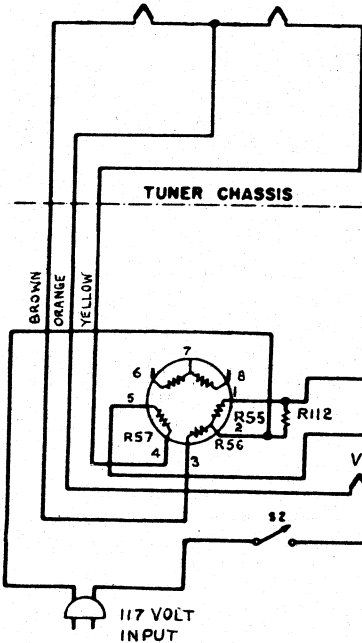 TUNER CHASSIS
BROWN
ORANGE
YELLOW
7
6
8
5
1
R55
R112
2
R57
R56
4
3
V
S2
117 VOLT
INPUT